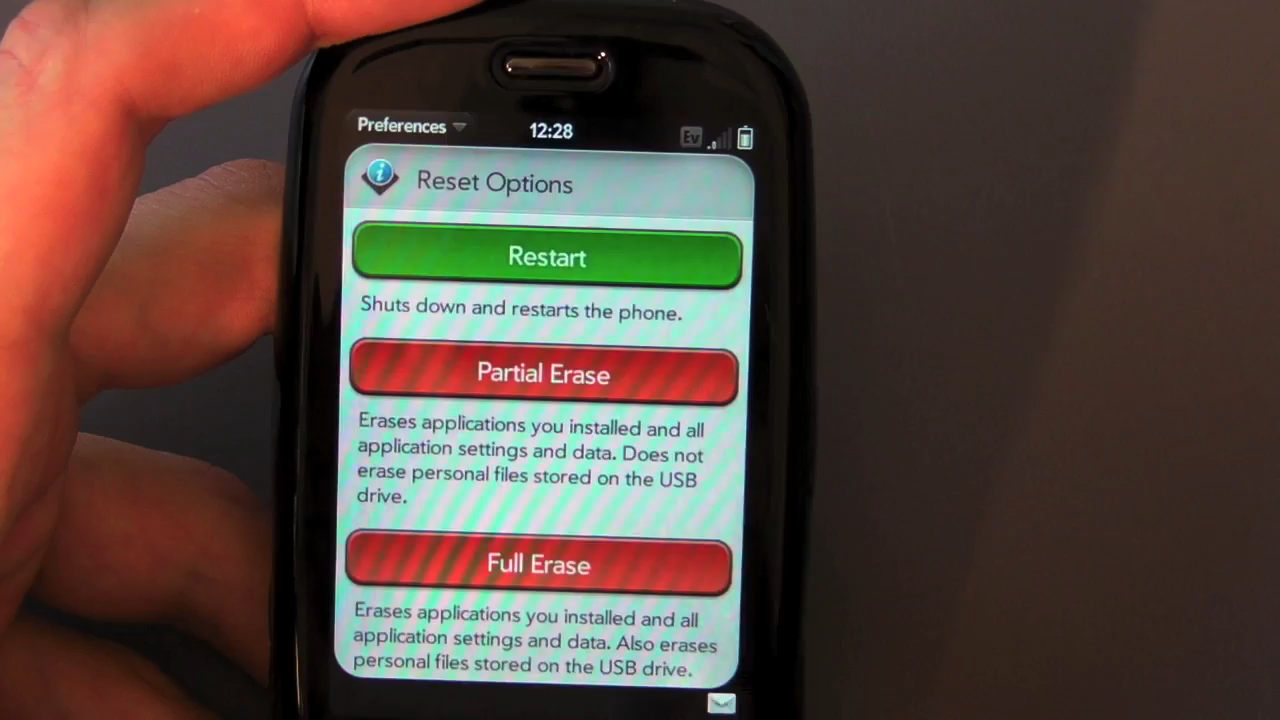 Preferences
12:28
Ev
Reset Options
Restart
Shuts down and restarts the phone.
Partial Erase
Erases applications you installed and all
application settings and data. Does not
erase personal files stored on the USB
drive.
Full Erase
Erases applications you installed and all
application settings and data. Also erases
personal files stored on the USB drive.